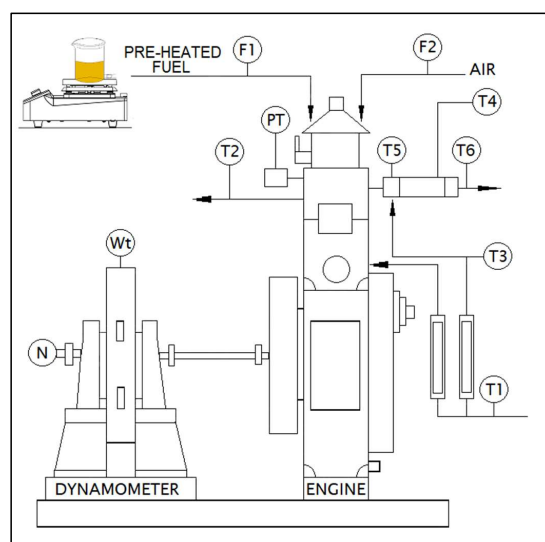 PRE-HEATED
FUEL
F1
F2
AIR
T4
PT
T5
T6
T2
Wt
T3
N
T1
DYNAMOMETER
ENGINE